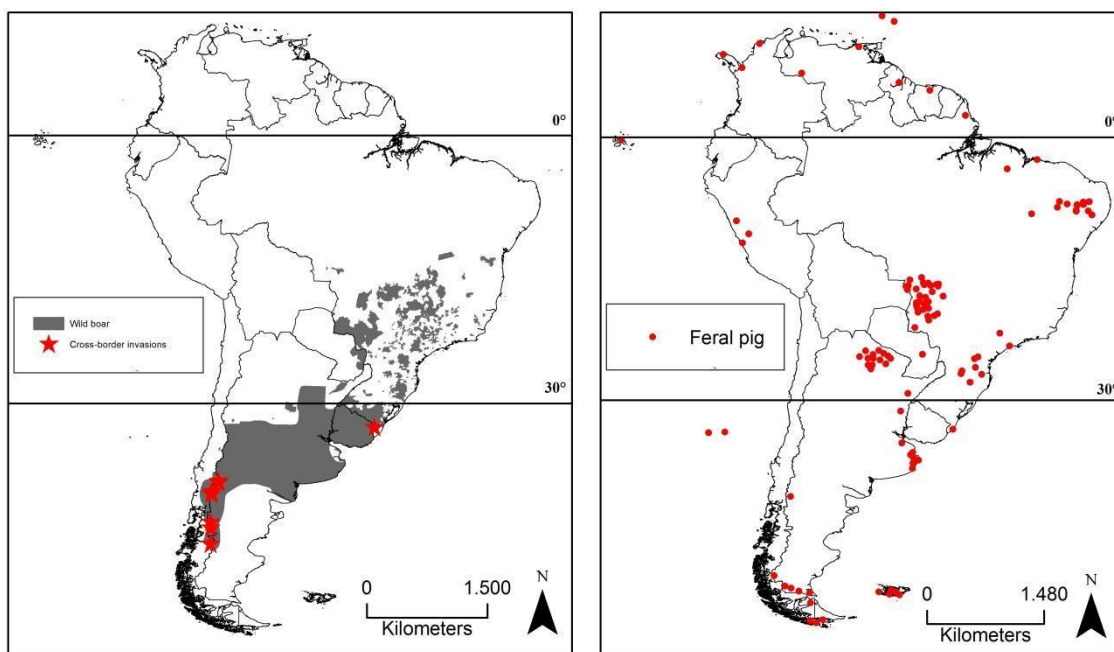 0°
Wild boar
Cross-border invasions
30°
0
1.500
Kilometers
N
0°
Feral pig
30°
0
1.480
Kilometers
N